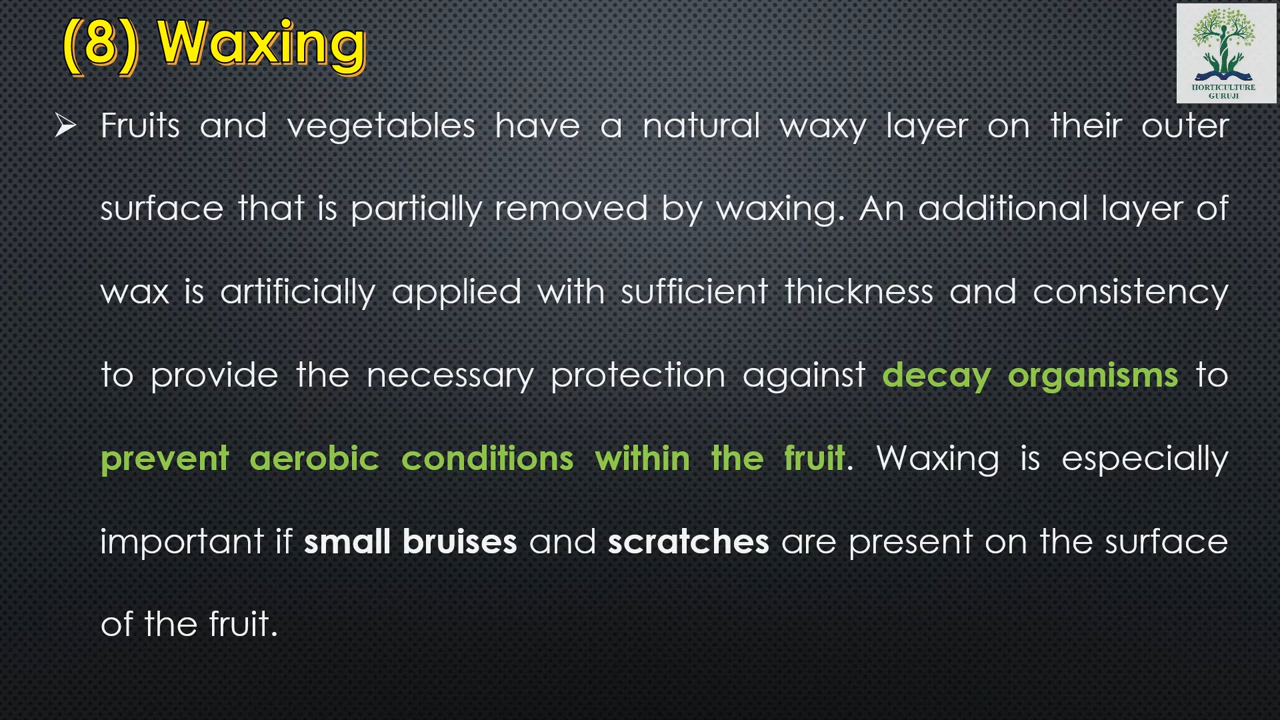 (8) Waxing
HORTICULTURE
GURUJI
➢ Fruits and vegetables have a natural waxy layer on their outer
surface that is partially removed by waxing. An additional layer of
wax is artificially applied with sufficient thickness and consistency
to provide the necessary protection against decay organisms to
prevent aerobic conditions within the fruit. Waxing is especially
important if small bruises and scratches are present on the surface
of the fruit.